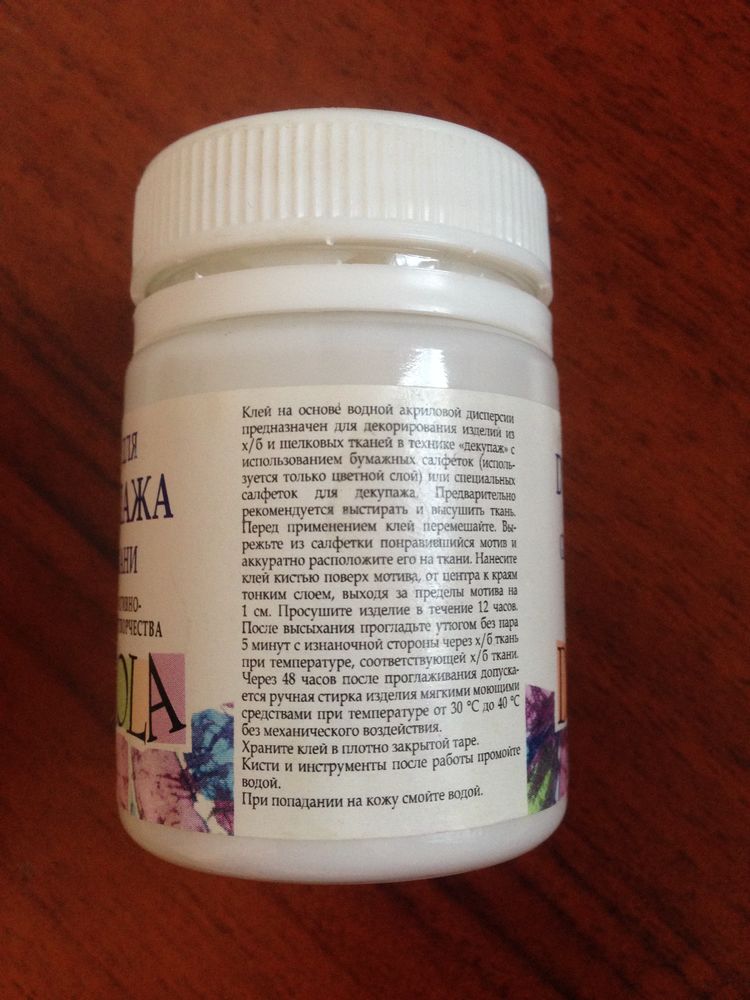 ЛЯ
ПАЖА
АНИ
ТВОРЧЕСТВА
OLA
Клей на основе водной акриловой дисперсии
предназначен для декорирования изделий из
х/б и шелковых тканей в технике «декупаж» с
использованием бумажных салфеток (исполь-
зуется только цветной слой) или специальных
салфеток для декупажа. Предварительно
рекомендуется выстирать и высушить ткань.
Перед применением клей перемешайте. Вы-
режьте из салфетки понравившийся мотив и
аккуратно расположите его на ткани. Нанесите
клей кистью поверх мотива, от центра к краям
тонким слоем, выходя за пределы мотива на
1 см. Просушите изделие в течение 12 часов.
После высыхания прогладьте утюгом без пара
5 минут с изнаночной стороны через х/б ткань
при температуре, соответствующей х/б ткани.
Через 48 часов после проглаживания допуска-
ется ручная стирка изделия мягкими моющими
средствами при температуре от 30 °C до 40 °C
без механического воздействия.
Храните клей в плотно закрытой таре.
Кисти и инструменты после работы промойте
водой.
При попадании на кожу смойте водой.